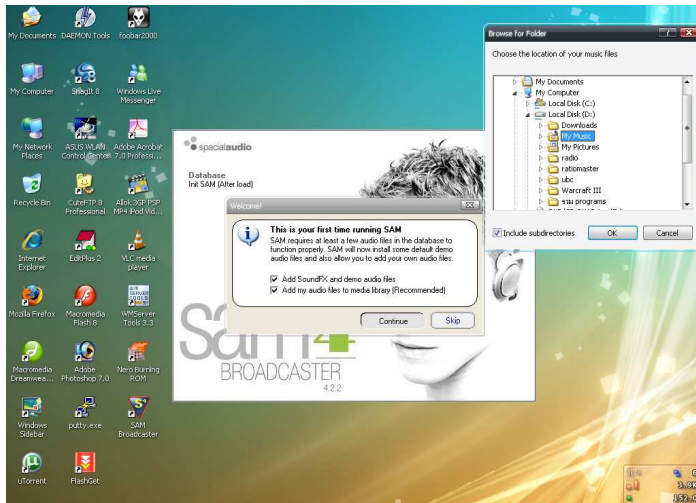 My Documents
DAEMON Tools
foobar2000
My Computer
SnagIt 8
Windows Live
Messenger
My Network
Places
ASUS WLAN
Control Center
Adobe Acrobat
7.0 Professi...
Recycle Bin
CuteFTP 8
Professional
Allok 3GP PSP
MP4 iPod Vid...
Internet
Explorer
EditPlus 2
VLC media
player
Mozilla Firefox
Macromedia
Flash 8
WMServer
Tools 3.3
Macromedia
Dreamwea...
Adobe
Photoshop 7.0
Nero Burning
ROM
Windows
Sidebar
putty.exe
SAM
Broadcaster
uTorrent
FlashGet
spacialaudio
Database
Init SAM (After load)
Welcome!
This is your first time running SAM
SAM requires at least a few audio files in the database to
function properly. SAM will now install some default demo
audio files and also allow you to add your own audio files.
Add SoundFX and demo audio files
Add my audio files to media library (Recommended)
Continue
Skip
sam4
BROADCASTER
4.2.2
Browse for Folder
Choose the location of your music files
My Documents
My Computer
Local Disk (C:)
Local Disk (D:)
Downloads
My Music
My Pictures
radio
ratiomaster
ubc
Warcraft III
รวม programs
Include subdirectories
OK
Cancel